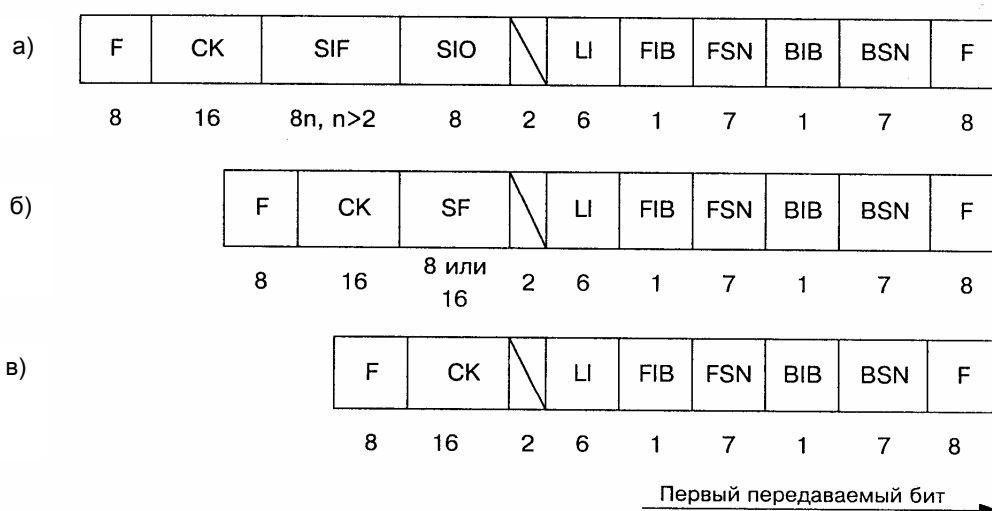 а) F CK SIF SIO LI FIB FSN BIB BSN F
8 16 8n, n>2 8 2 6 1 7 1 7 8
б) F CK SF LI FIB FSN BIB BSN F
8 16 8 или 16 2 6 1 7 1 7 8
в) F CK LI FIB FSN BIB BSN F
8 16 2 6 1 7 1 7 8
Первый передаваемый бит